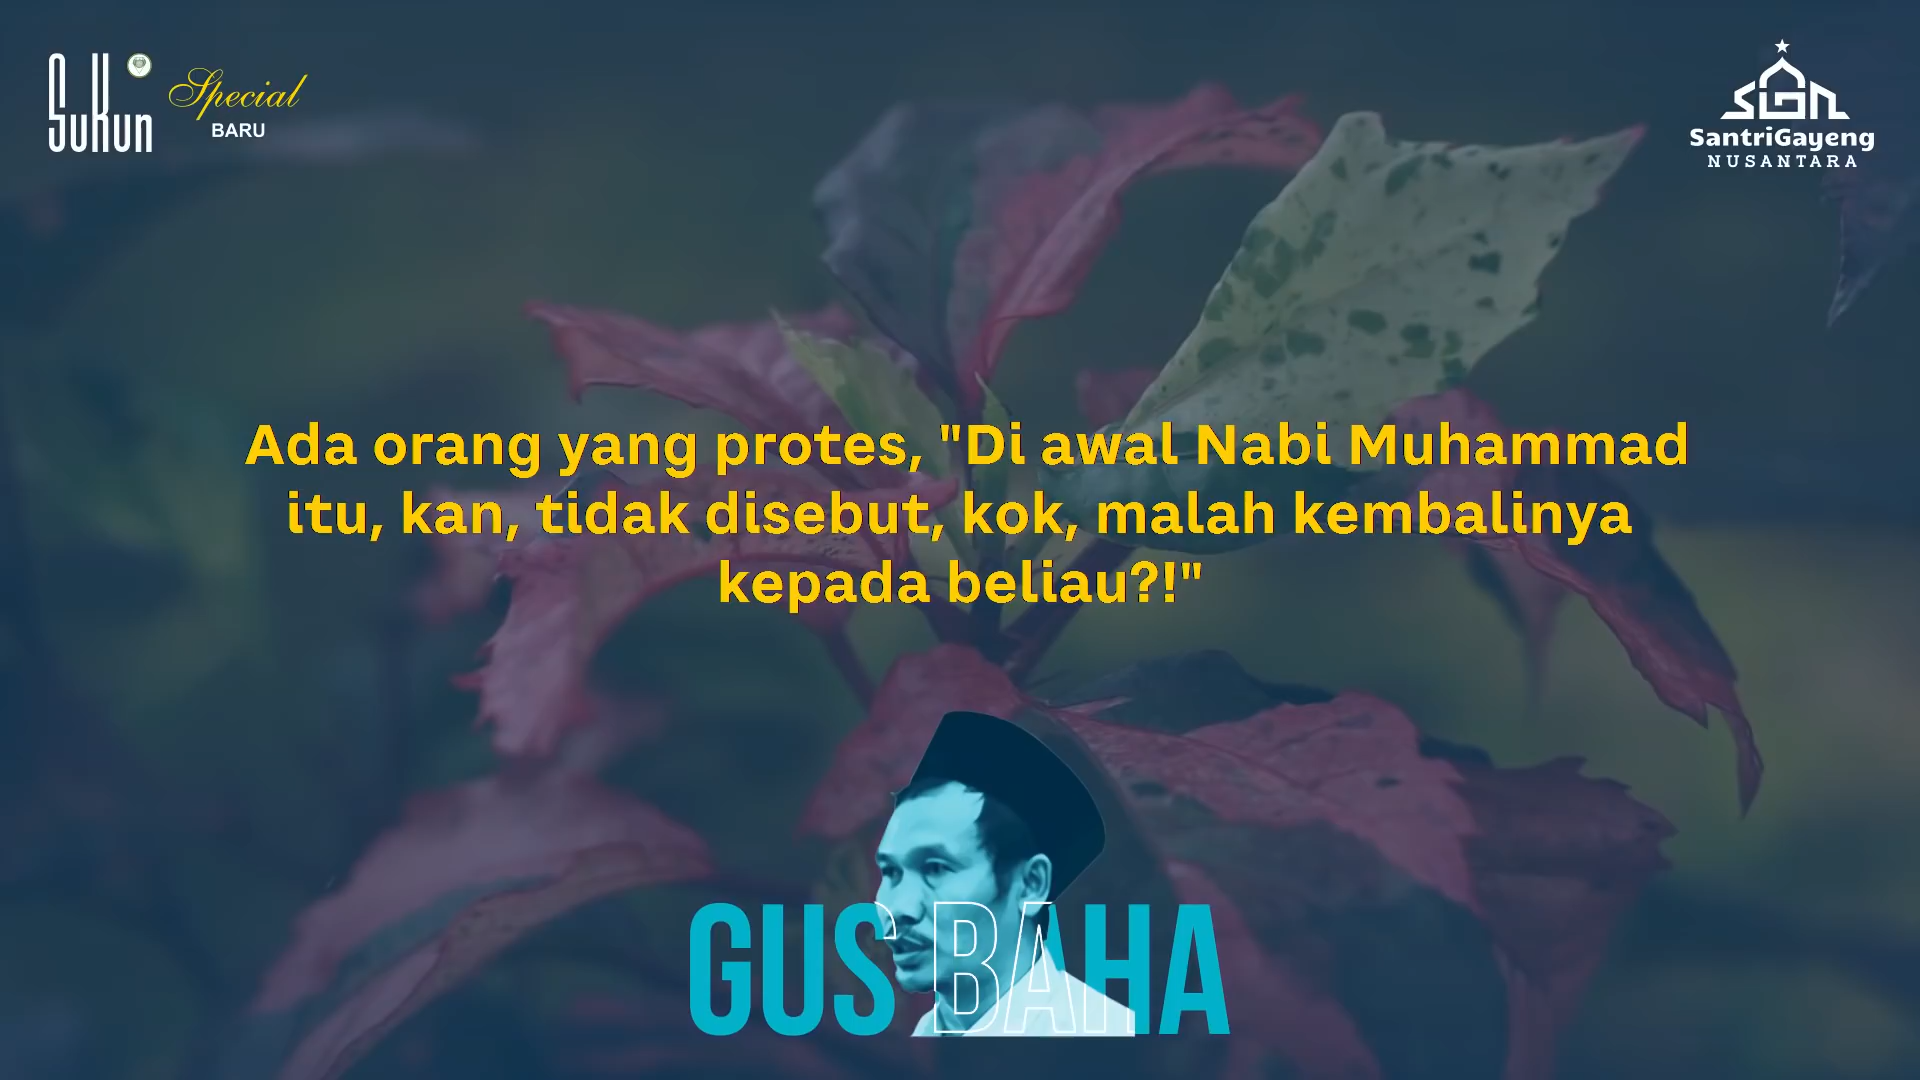 SuKun
Special
BARU
SIGN
SantriGayeng
NUSANTARA
Ada orang yang protes, "Di awal Nabi Muhammad
itu, kan, tidak disebut, kok, malah kembalinya
kepada beliau?!"
GUS BAHA